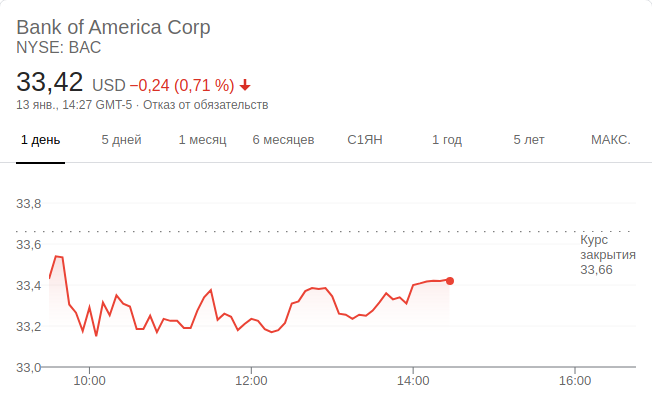 Bank of America Corp
NYSE: BAC
33,42 USD −0,24 (0,71 %) 🡓
13 янв., 14:27 GMT-5 · Отказ от обязательств
1 день 5 дней 1 месяц 6 месяцев С1ЯН 1 год 5 лет МАКС.
33,8
33,6
33,4
33,2
33,0
Курс
закрытия
33,66
10:00 12:00 14:00 16:00